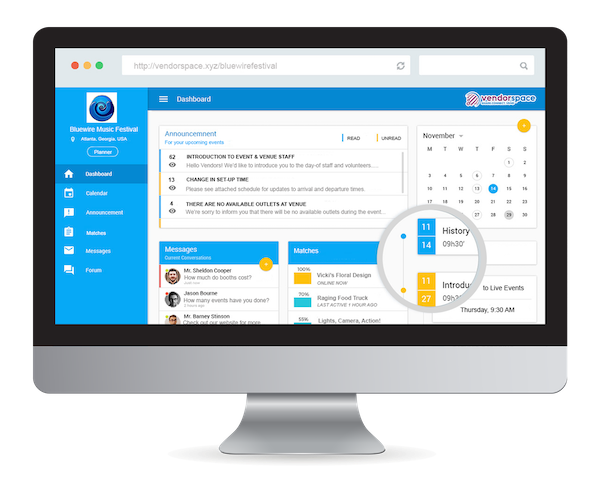 http://vendorspace.xyz/bluewirefestival
Dashboard
vendorspace
Bluewire Music Festival
Atlanta, Georgia, USA
Planner
Dashboard
Calendar
Announcement
Matches
Messages
Forum
Announcemnent
For your upcoming events
READ
UNREAD
62
INTRODUCTION TO EVENT & VENUE STAFF
Hello Vendors! We'd like to introduce you to the day-of staff and volunteers....
13
CHANGE IN SET-UP TIME
Please see attached schedule for updates to arrival and departure times.
4
THERE ARE NO AVAILABLE OUTLETS AT VENUE
We're sorry to inform you that there will be no available outlets during the event...
November
M T W T F S S
1 2
3 4 5 6 7 8 9
10 11 12 13 14 15 16
17 18 19 20 21 22 23
24 25 26 27 28 29 30
Messages
Current Conversations
Mr. Sheldon Cooper
How much do booths cost?
Jason Bourne
How many events have you done?
2 hours ago
Mr. Barney Stinson
Check out our website for more
Matches
100%
Vicki's Floral Design
ONLINE NOW
70%
Raging Food Truck
LAST ACTIVE 1 HOUR AGO
55%
Lights, Camera, Action!
11
14
History
09h30'
11
27
Introdu
09h3
to Live Events
Thursday, 9:30 AM